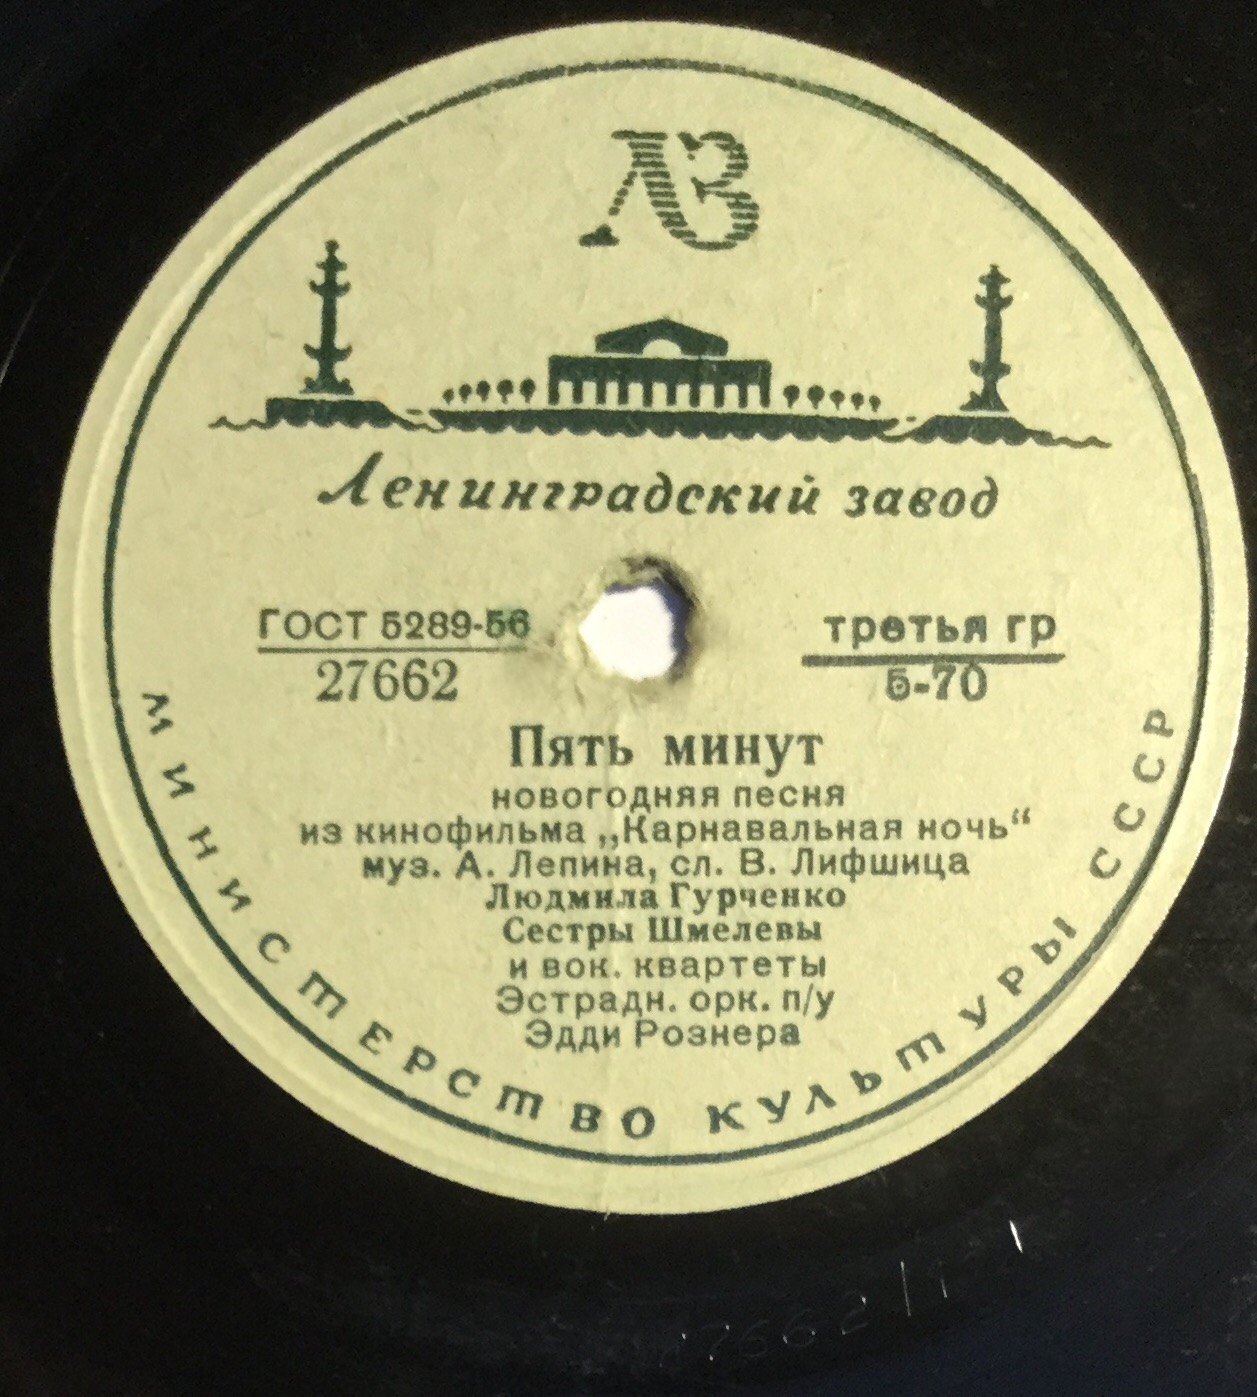 ЛЗ
Ленинградский завод
ГОСТ 5289-56
27662
третья гр
5-70
Пять минут
новогодняя песня
из кинофильма „Карнавальная ночь“
муз. А. Лепина, сл. В. Лифшица
Людмила Гурченко
Сестры Шмелевы
и вок. квартеты
Эстрадн. орк. п/у
Эдди Рознера
МИНИСТЕРСТВО КУЛЬТУРЫ СССР